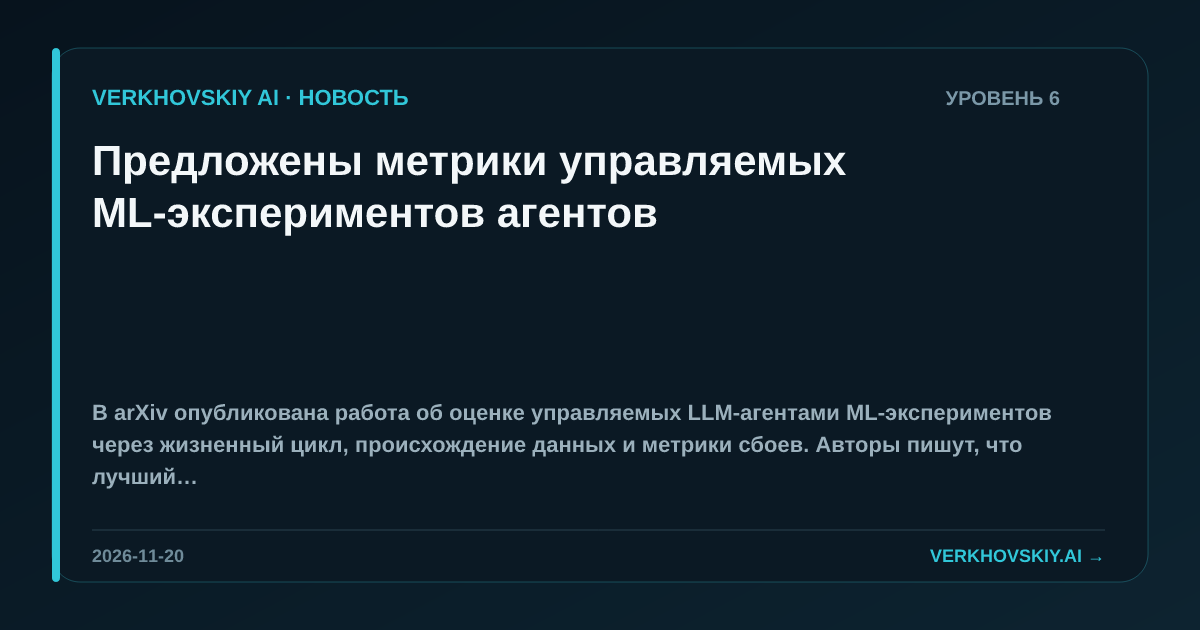 VERKHOVSKIY AI · НОВОСТЬ
УРОВЕНЬ 6
Предложены метрики управляемых
ML-экспериментов агентов
В arXiv опубликована работа об оценке управляемых LLM-агентами ML-экспериментов
через жизненный цикл, происхождение данных и метрики сбоев. Авторы пишут, что
лучший…
2026-11-20
VERKHOVSKIY.AI →